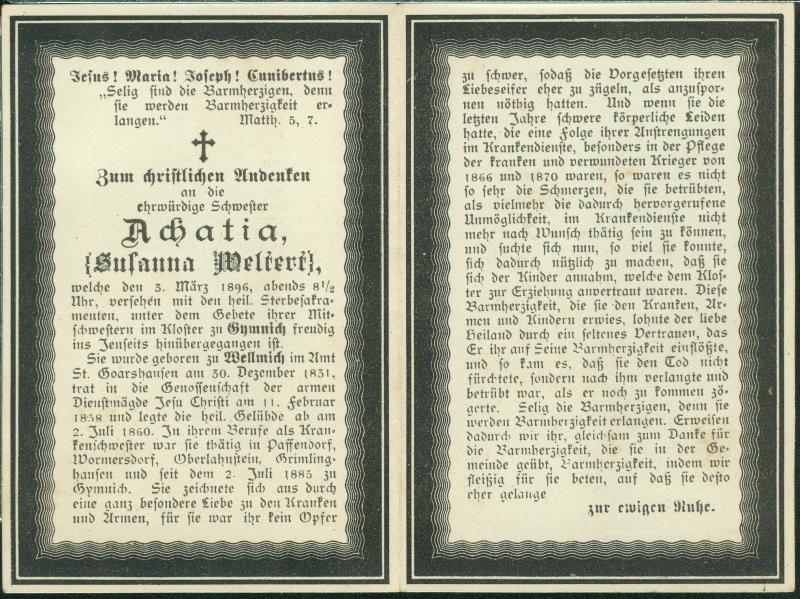 Jesus! Maria! Joseph! Cunibertus!
„Selig sind die Barmherzigen, denn
sie werden Barmherzigkeit er-
langen.“ Matth. 5, 7.
Zum christlichen Andenken
an die
ehrwürdige Schwester
Achatia,
(Susanna Weltert),
welche den 3. März 1896, abends 8 1/2
Uhr, versehen mit den heil. Sterbesakra-
menten, unter dem Gebete ihrer Mit-
schwestern im Kloster zu Gymnich freudig
ins Jenseits hinübergegangen ist.
Sie wurde geboren zu Wellmich im Amt
St. Goarshausen am 30. Dezember 1831,
trat in die Genossenschaft der armen
Dienstmägde Jesu Christi am 11. Februar
1858 und legte die heil. Gelübde ab am
2. Juli 1860. In ihrem Berufe als Kran-
kenschwester war sie thätig in Paffendorf,
Wormersdorf, Oberlahnstein, Grimling-
hausen und seit dem 2. Juli 1885 zu
Gymnich. Sie zeichnete sich aus durch
eine ganz besondere Liebe zu den Kranken
und Armen, für sie war ihr kein Opfer
zu schwer, sodaß die Vorgesetzten ihren
Liebeseifer eher zu zügeln, als anzuspor-
nen nöthig hatten. Und wenn sie die
letzten Jahre schwere körperliche Leiden
hatte, die eine Folge ihrer Anstrengungen
im Krankendienste, besonders in der Pflege
der kranken und verwundeten Krieger von
1866 und 1870 waren, so waren es nicht
so sehr die Schmerzen, die sie betrübten,
als vielmehr die dadurch hervorgerufene
Unmöglichkeit, im Krankendienste nicht
mehr nach Wunsch thätig sein zu können,
und suchte sich nun, so viel sie konnte,
sich dadurch nützlich zu machen, daß sie
sich der Kinder annahm, welche dem Klos-
ter zur Erziehung anvertraut waren. Diese
Barmherzigkeit, die sie den Kranken, Ar-
men und Kindern erwies, lohnte der liebe
Heiland durch ein seltenes Vertrauen, das
Er ihr auf Seine Barmherzigkeit einflößte,
und so kam es, daß sie den Tod nicht
fürchtete, sondern nach ihm verlangte und
betrübt war, als er noch zu kommen zö-
gerte. Selig die Barmherzigen, denn sie
werden Barmherzigkeit erlangen. Erweisen
dadurch wir ihr, gleichsam zum Danke für
die Barmherzigkeit, die sie in der Ge-
meinde geübt, Barmherzigkeit, indem wir
fleißig für sie beten, auf daß sie desto
eher gelange
zur ewigen Ruhe.